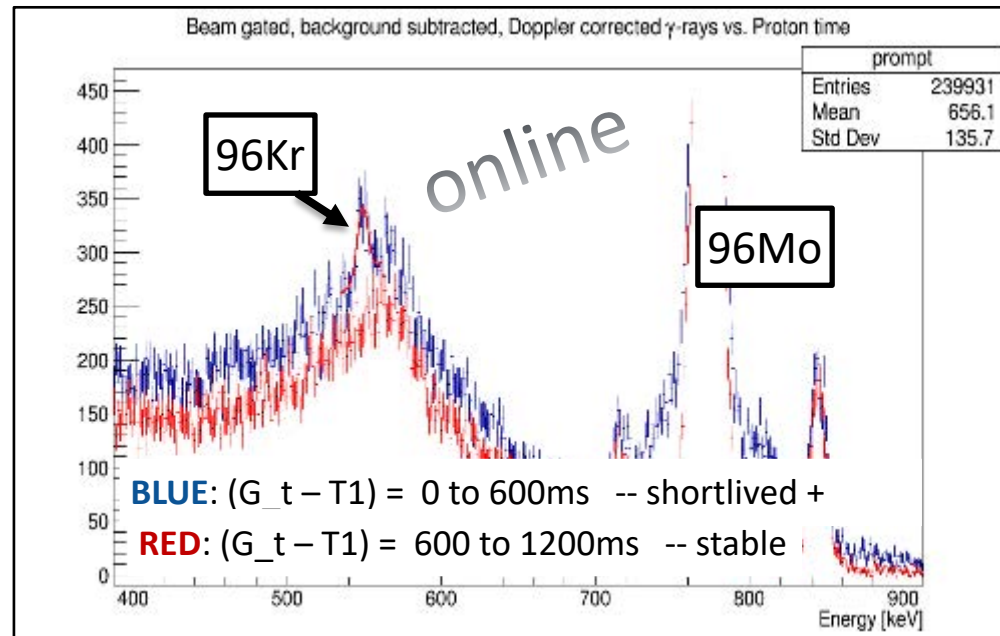 Beam gated, background subtracted, Doppler corrected γ-rays vs. Proton time
prompt
Entries 239931
Mean 656.1
Std Dev 135.7
450
400
350
300
250
200
150
100
50
0
96Kr
online
96Mo
BLUE: (G_t – T1) = 0 to 600ms -- shortlived +
RED: (G_t – T1) = 600 to 1200ms -- stable
400 500 600 700 800 900
Energy [keV]